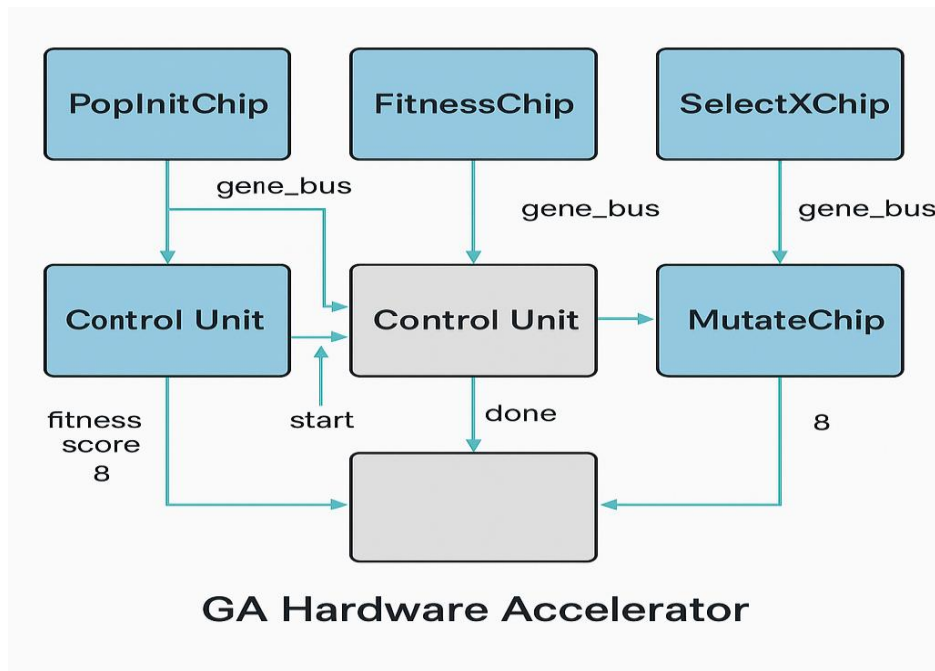 PopInitChip
FitnessChip
SelectXChip
gene_bus
gene_bus
gene_bus
Control Unit
Control Unit
MutateChip
fitness
score
8
start
done
8
GA Hardware Accelerator